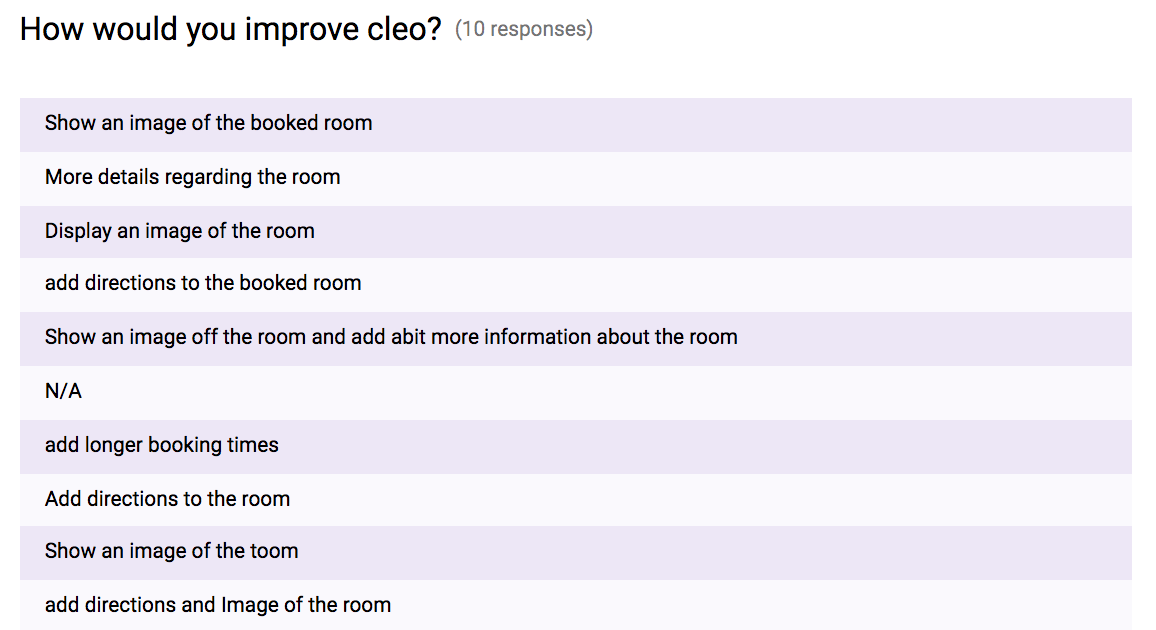 How would you improve cleo? (10 responses)
Show an image of the booked room
More details regarding the room
Display an image of the room
add directions to the booked room
Show an image off the room and add abit more information about the room
N/A
add longer booking times
Add directions to the room
Show an image of the toom
add directions and Image of the room